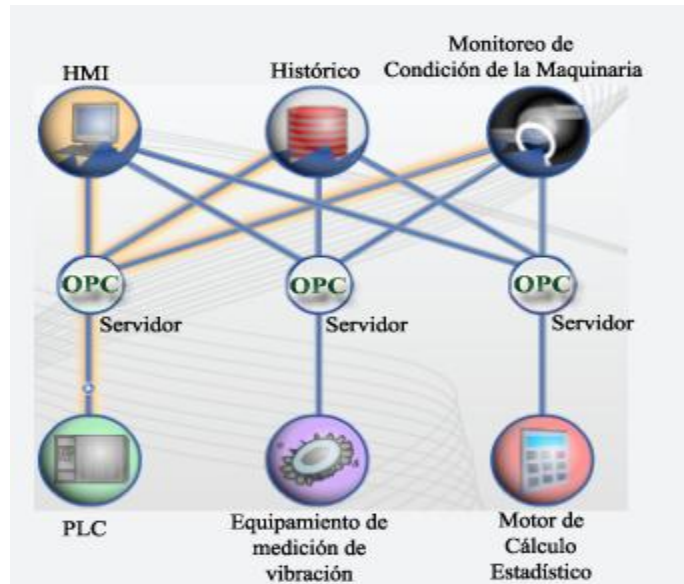 HMI
Histórico
Monitoreo de
Condición de la Maquinaria
OPC
OPC
OPC
Servidor
Servidor
Servidor
PLC
Equipamiento de
medición de
vibración
Motor de
Cálculo
Estadístico